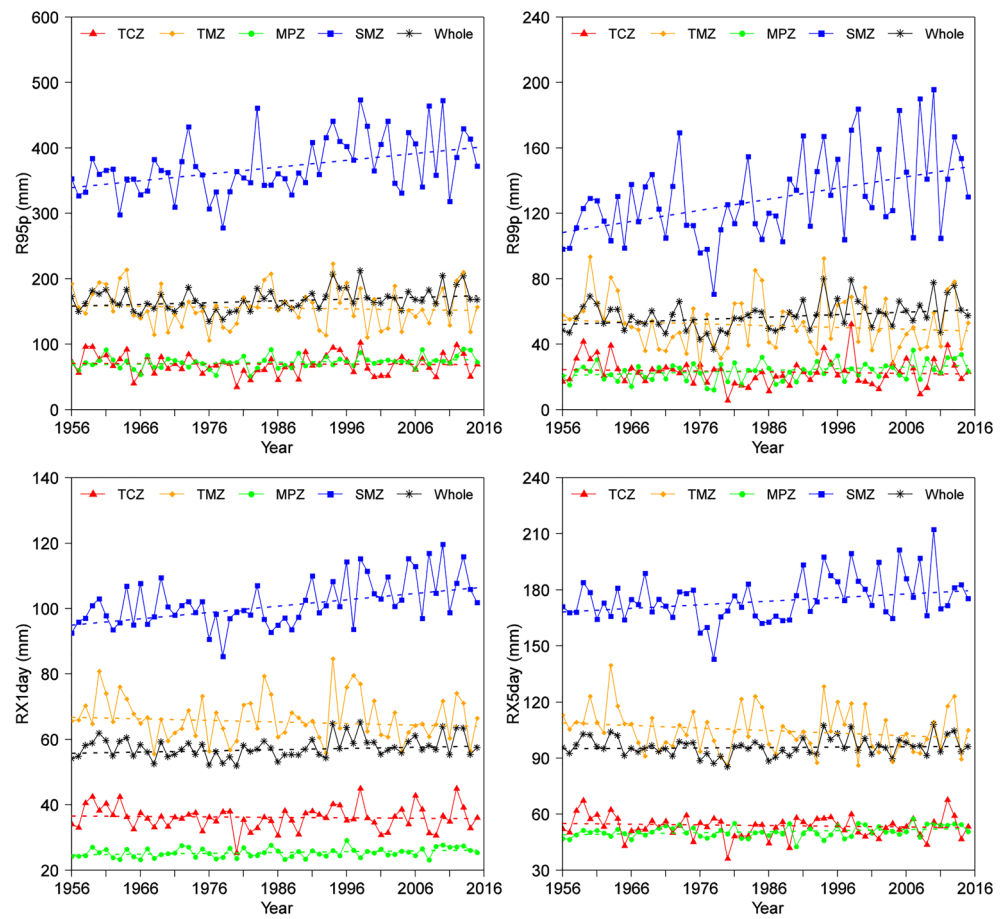 TCZ TMZ MPZ SMZ Whole
R95p (mm)
600
500
400
300
200
100
0
1956 1966 1976 1986 1996 2006 2016
Year
TCZ TMZ MPZ SMZ Whole
R99p (mm)
240
200
160
120
80
40
0
1956 1966 1976 1986 1996 2006 2016
Year
TCZ TMZ MPZ SMZ Whole
RX1day (mm)
140
120
100
80
60
40
20
1956 1966 1976 1986 1996 2006 2016
Year
TCZ TMZ MPZ SMZ Whole
RX5day (mm)
240
210
180
150
120
90
60
30
1956 1966 1976 1986 1996 2006 2016
Year